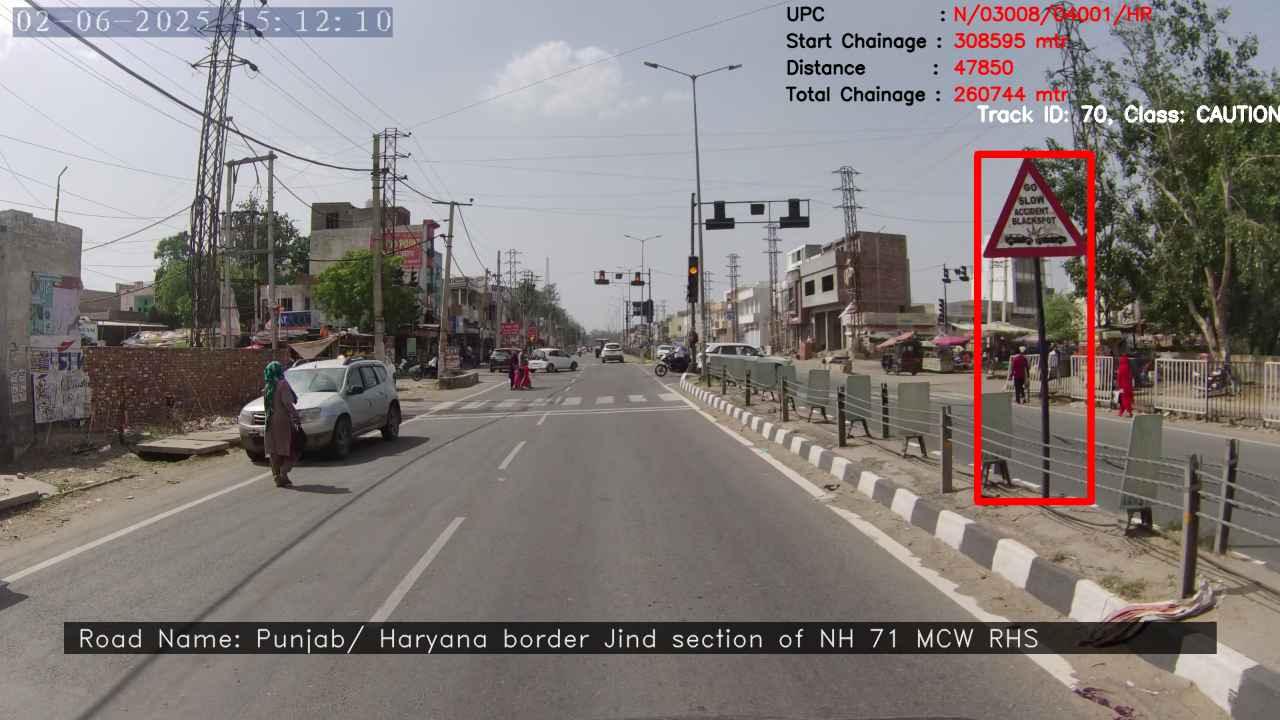 02-06-2025 15:12:10
UPC : N/03008/04001/HR
Start Chainage : 308595 mtr
Distance : 47850
Total Chainage : 260744 mtr
Track ID: 70, Class: CAUTION
GO
SLOW
ACCIDENT
BLACKSPOT
Road Name: Punjab/ Haryana border Jind section of NH 71 MCW RHS